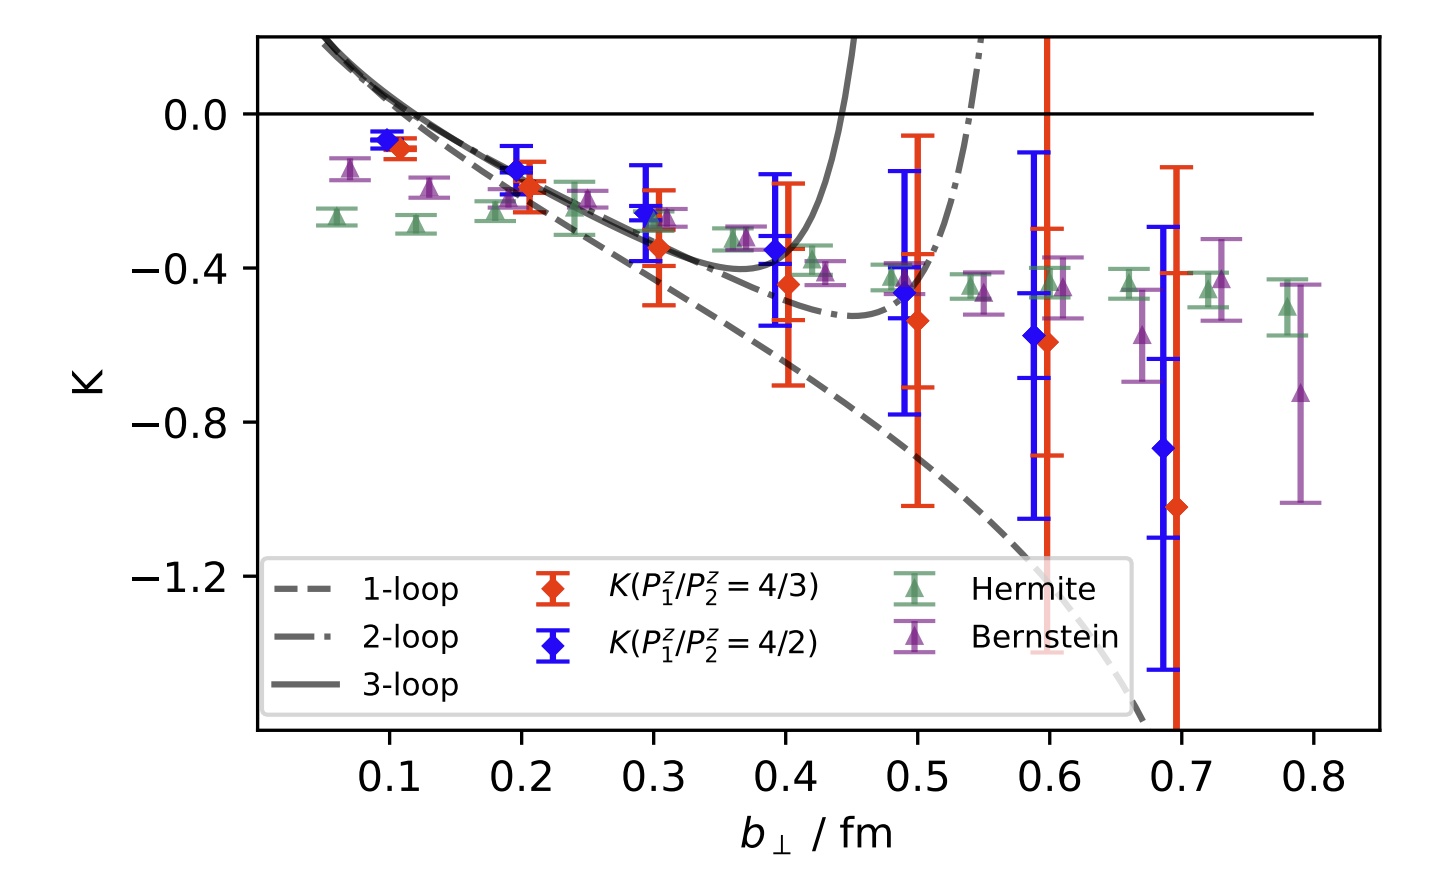 0.0
−0.4
−0.8
−1.2
K
1-loop
2-loop
3-loop
K(P₁ᶻ/P₂ᶻ = 4/3)
K(P₁ᶻ/P₂ᶻ = 4/2)
Hermite
Bernstein
0.1 0.2 0.3 0.4 0.5 0.6 0.7 0.8
b⊥ / fm